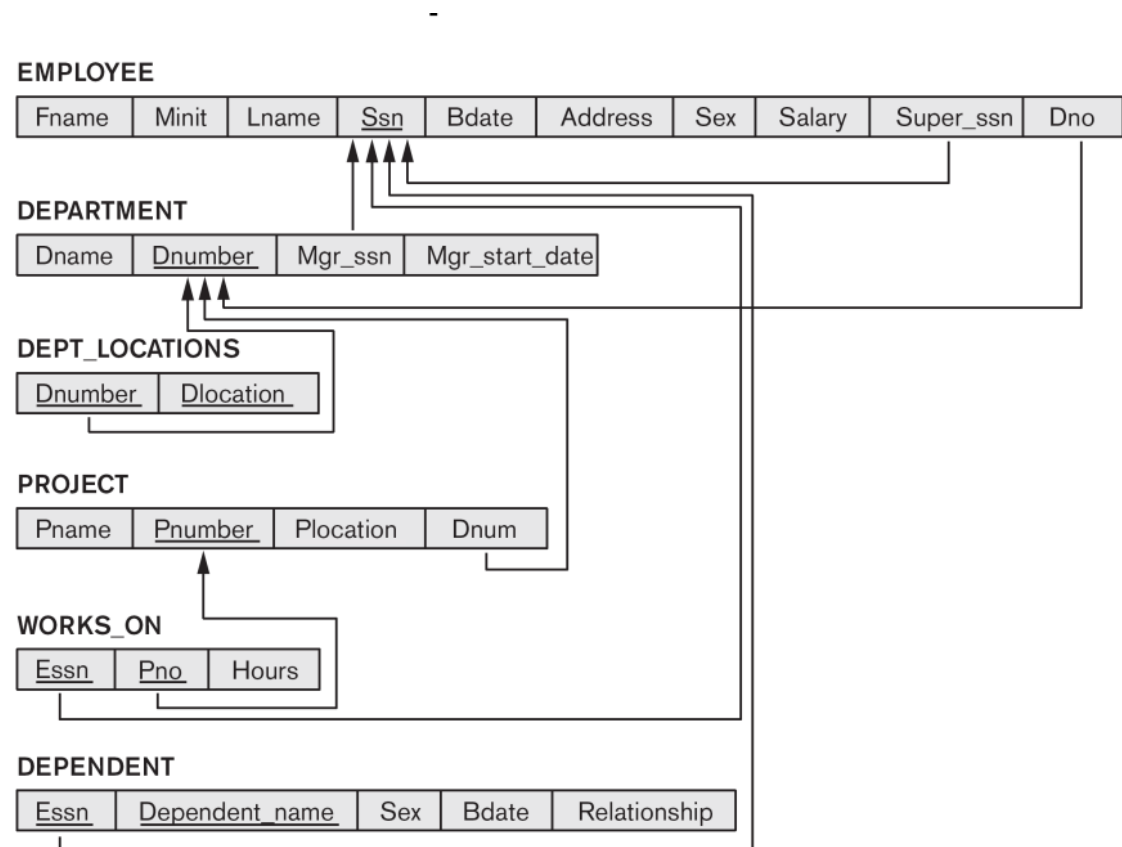 -
EMPLOYEE
Fname Minit Lname Ssn Bdate Address Sex Salary Super_ssn Dno
DEPARTMENT
Dname Dnumber Mgr_ssn Mgr_start_date
DEPT_LOCATIONS
Dnumber Dlocation
PROJECT
Pname Pnumber Plocation Dnum
WORKS_ON
Essn Pno Hours
DEPENDENT
Essn Dependent_name Sex Bdate Relationship